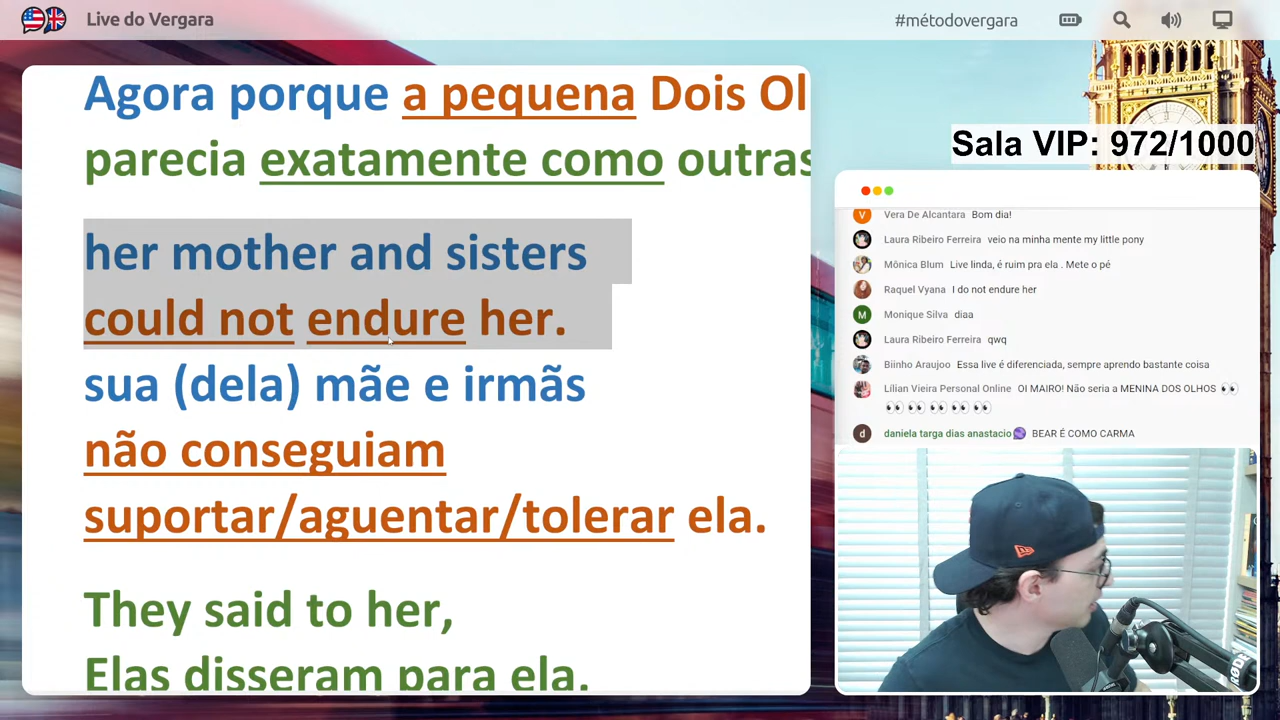 Live do Vergara
#métodovergara
Agora porque a pequena Dois Ol
parecia exatamente como outras
her mother and sisters
could not endure her.
sua (dela) mãe e irmãs
não conseguiam
suportar/aguentar/tolerar ela.
They said to her,
Elas disseram para ela.
Sala VIP: 972/1000
V Vera De Alcantara Bom dia!
Laura Ribeiro Ferreira veio na minha mente my little pony
Mônica Blum Live linda, é ruim pra ela . Mete o pé
Raquel Vyana I do not endure her
M Monique Silva diaa
Laura Ribeiro Ferreira qwq
Biinho Araujoo Essa live é diferenciada, sempre aprendo bastante coisa
Lílian Vieira Personal Online OI MAIRO! Não seria a MENINA DOS OLHOS 👀
👀 👀 👀 👀 👀
d daniela targa dias anastacio BEAR É COMO CARMA